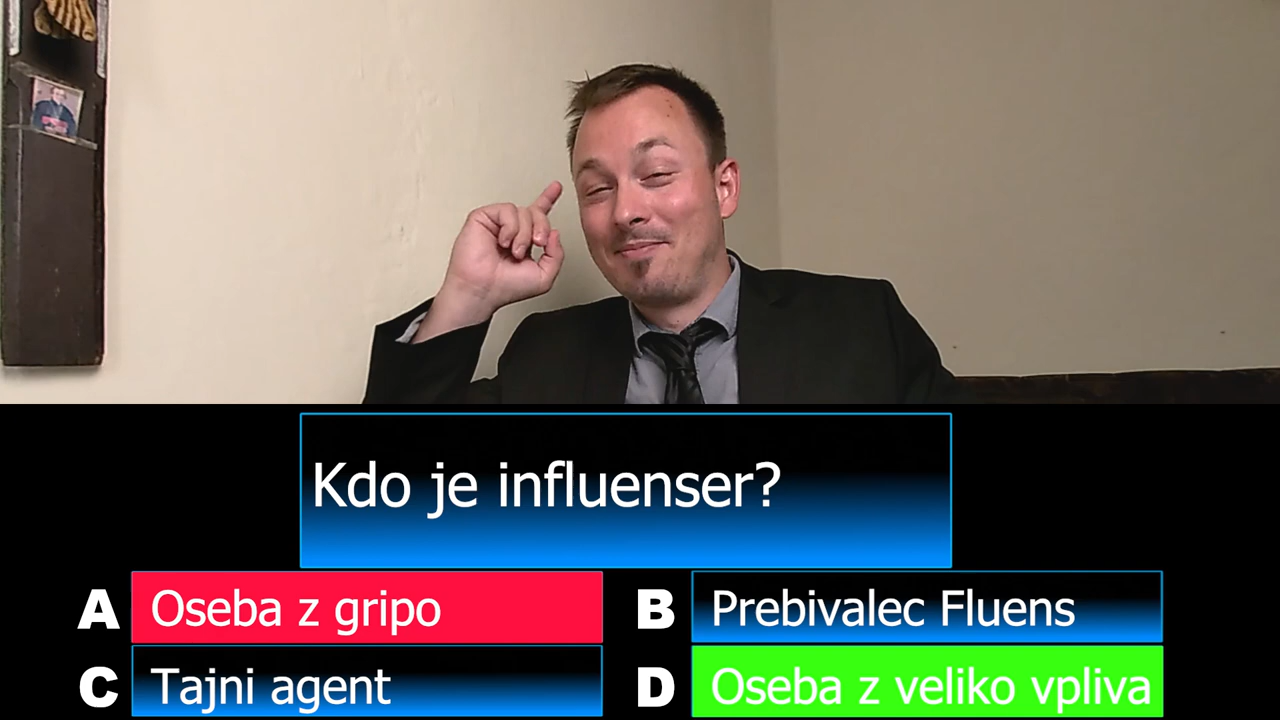 Kdo je influenser?
A Oseba z gripo
B Prebivalec Fluens
C Tajni agent
D Oseba z veliko vpliva